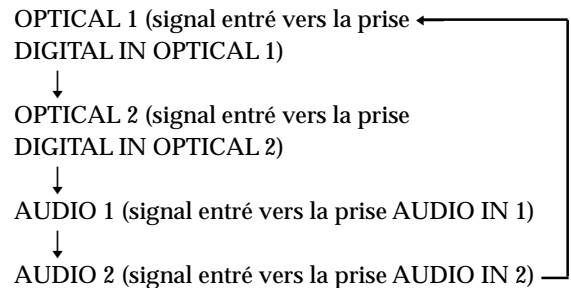 OPTICAL 1 (signal entré vers la prise
DIGITAL IN OPTICAL 1)
OPTICAL 2 (signal entré vers la prise
DIGITAL IN OPTICAL 2)
AUDIO 1 (signal entré vers la prise AUDIO IN 1)
AUDIO 2 (signal entré vers la prise AUDIO IN 2)